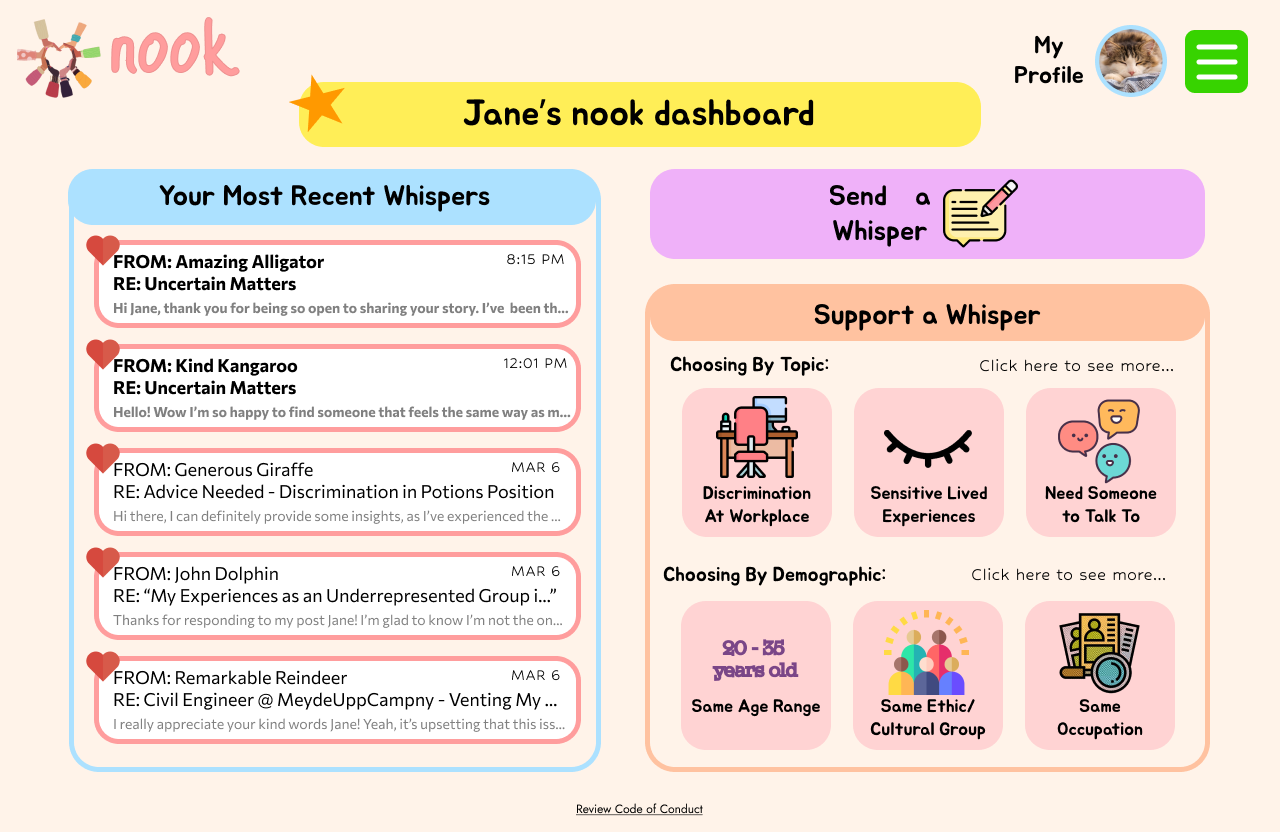 nook
My
Profile
Jane's nook dashboard
Your Most Recent Whispers
FROM: Amazing Alligator
8:15 PM
RE: Uncertain Matters
Hi Jane, thank you for being so open to sharing your story. I've been th...
FROM: Kind Kangaroo
12:01 PM
RE: Uncertain Matters
Hello! Wow I'm so happy to find someone that feels the same way as m...
FROM: Generous Giraffe
MAR 6
RE: Advice Needed - Discrimination in Potions Position
Hi there, I can definitely provide some insights, as I've experienced the ...
FROM: John Dolphin
MAR 6
RE: “My Experiences as an Underrepresented Group i...”
Thanks for responding to my post Jane! I'm glad to know I'm not the on...
FROM: Remarkable Reindeer
MAR 6
RE: Civil Engineer @ MeydeUppCampny - Venting My ...
I really appreciate your kind words Jane! Yeah, it's upsetting that this iss...
Send a
Whisper
Support a Whisper
Choosing By Topic:
Click here to see more...
Discrimination
At Workplace
Sensitive Lived
Experiences
Need Someone
to Talk To
Choosing By Demographic:
Click here to see more...
20 - 35
years old
Same Age Range
Same Ethic/
Cultural Group
Same
Occupation
Review Code of Conduct